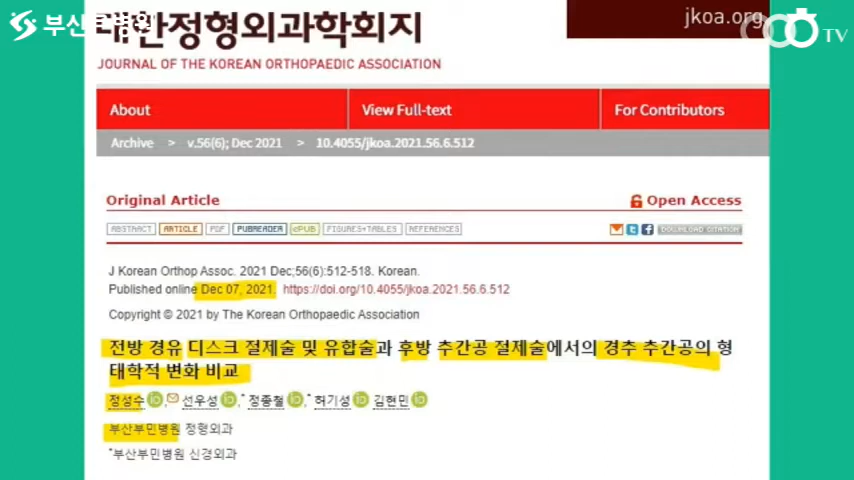 대한정형외과학회지
jkoa.org
TV
JOURNAL OF THE KOREAN ORTHOPAEDIC ASSOCIATION
About
View Full-text
For Contributors
Archive > v.56(6); Dec 2021 > 10.4055/jkoa.2021.56.6.512
Original Article
Open Access
ABSTRACT ARTICLE PDF PUBREADER ePUB FIGURES+TABLES REFERENCES
DOWNLOAD CITATION
J Korean Orthop Assoc. 2021 Dec;56(6):512-518. Korean.
Published online Dec 07, 2021. https://doi.org/10.4055/jkoa.2021.56.6.512
Copyright © 2021 by The Korean Orthopaedic Association
전방 경유 디스크 절제술 및 유합술과 후방 추간공 절제술에서의 경추 추간공의 형
태학적 변화 비교
정성수 iD, 선우성 iD,* 정종철 iD,* 허기성 iD 김현민 iD
부산부민병원 정형외과
*부산부민병원 신경외과